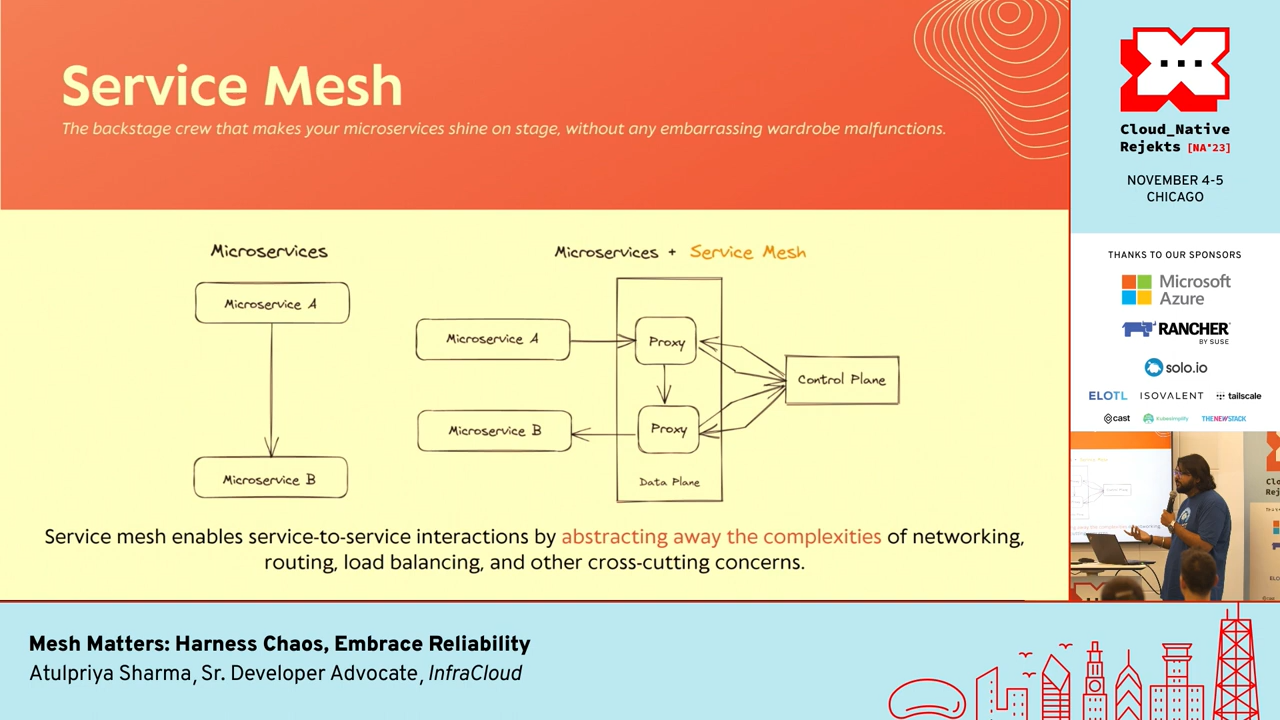 Service Mesh
The backstage crew that makes your microservices shine on stage, without any embarrassing wardrobe malfunctions.
Microservices
Microservice A
Microservice B
Microservices + Service Mesh
Microservice A
Proxy
Control Plane
Microservice B
Proxy
Data Plane
Service mesh enables service-to-service interactions by abstracting away the complexities of networking,
routing, load balancing, and other cross-cutting concerns.
Cloud_Native
Rejekts [NA'23]
NOVEMBER 4-5
CHICAGO
THANKS TO OUR SPONSORS
Microsoft
Azure
RANCHER
BY SUSE
solo.io
ELOTL ISOVALENT tailscale
cast kubesimplify THENEWSTACK
Mesh Matters: Harness Chaos, Embrace Reliability
Atulpriya Sharma, Sr. Developer Advocate, InfraCloud